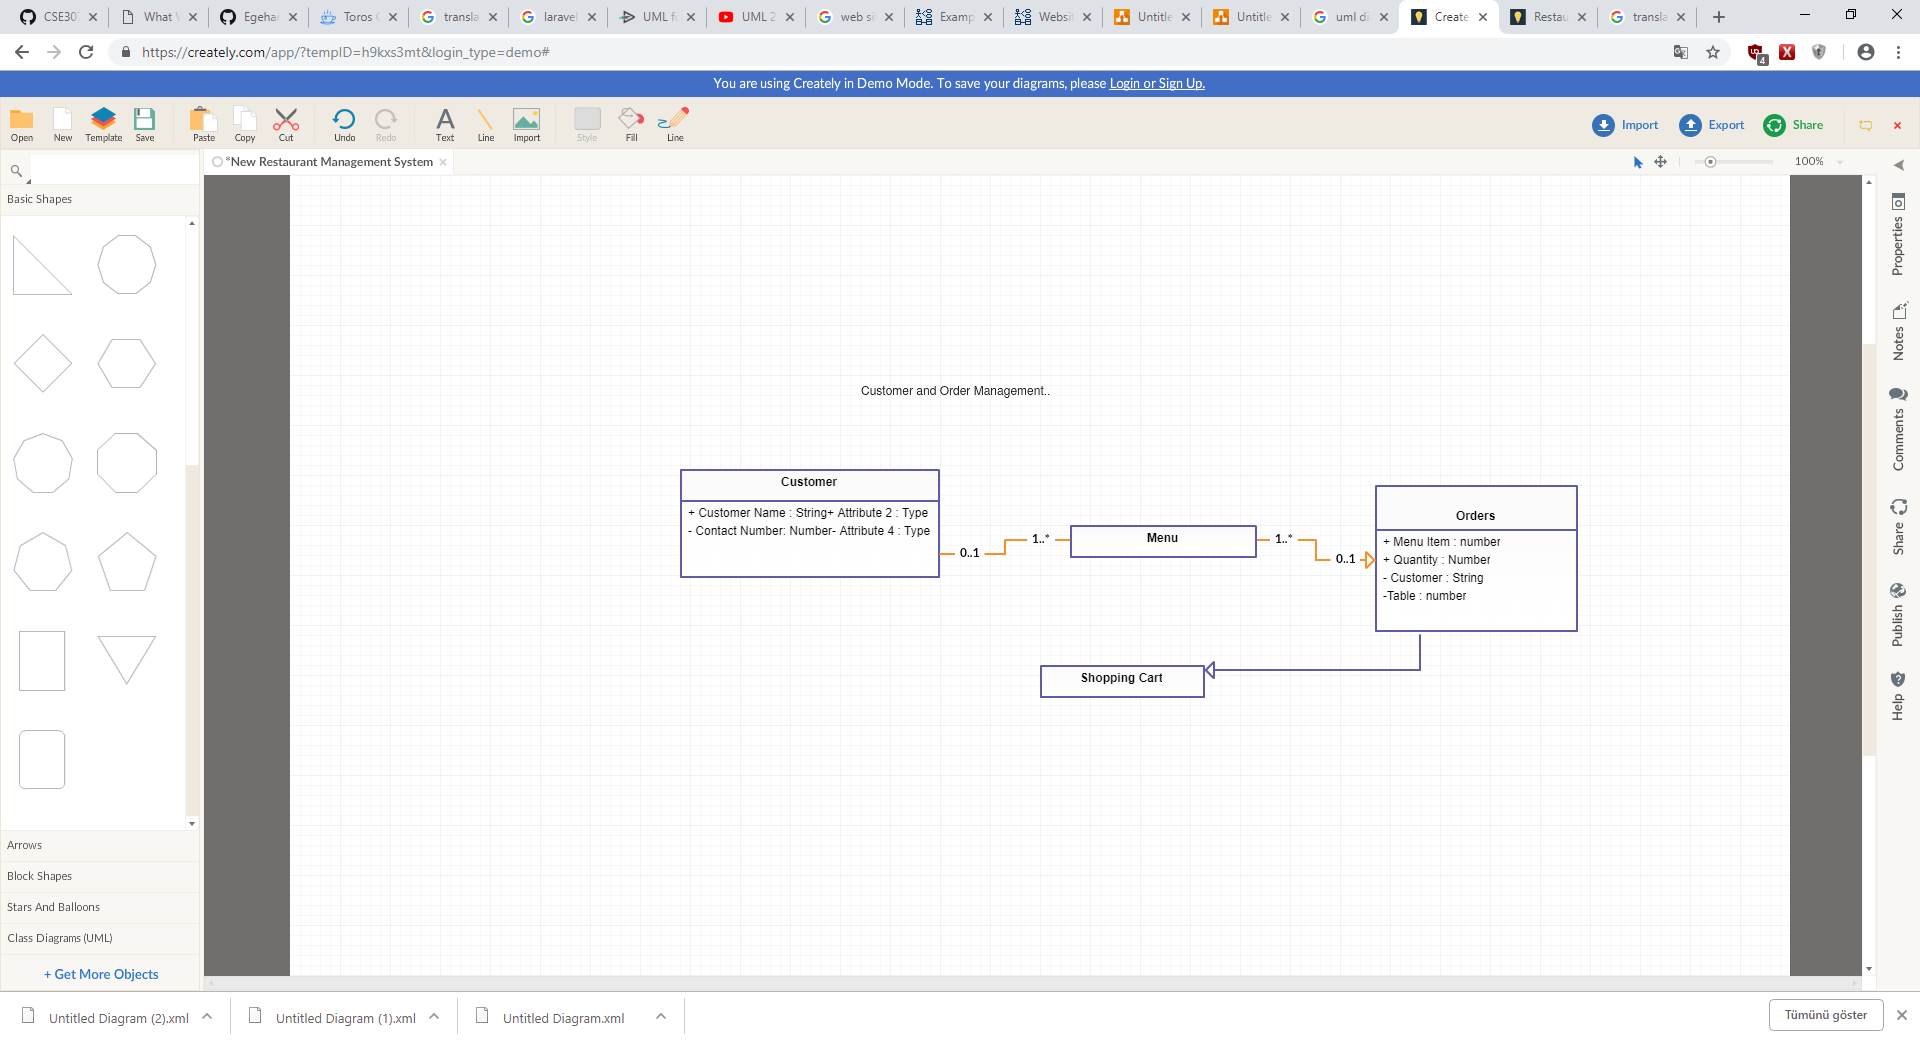 CSE307
What
Egehar
Toros
transla
laravel
UML fo
UML 2
web si
Examp
Websit
Untitle
Untitle
uml di
Create
Restau
transla
https://creately.com/app/?tempID=h9kxs3mt&login_type=demo#
4
You are using Creately in Demo Mode. To save your diagrams, please Login or Sign Up.
Open New Template Save Paste Copy Cut Undo Redo Text Line Import Style Fill Line
Import Export Share
*New Restaurant Management System
100%
Basic Shapes
Arrows
Block Shapes
Stars And Balloons
Class Diagrams (UML)
+ Get More Objects
Customer and Order Management..
Customer
+ Customer Name : String+ Attribute 2 : Type
- Contact Number: Number- Attribute 4 : Type
0..1
1..*
Menu
1..*
0..1
Orders
+ Menu Item : number
+ Quantity : Number
- Customer : String
-Table : number
Shopping Cart
Properties
Notes
Comments
Share
Publish
Help
Untitled Diagram (2).xml
Untitled Diagram (1).xml
Untitled Diagram.xml
Tümünü göster